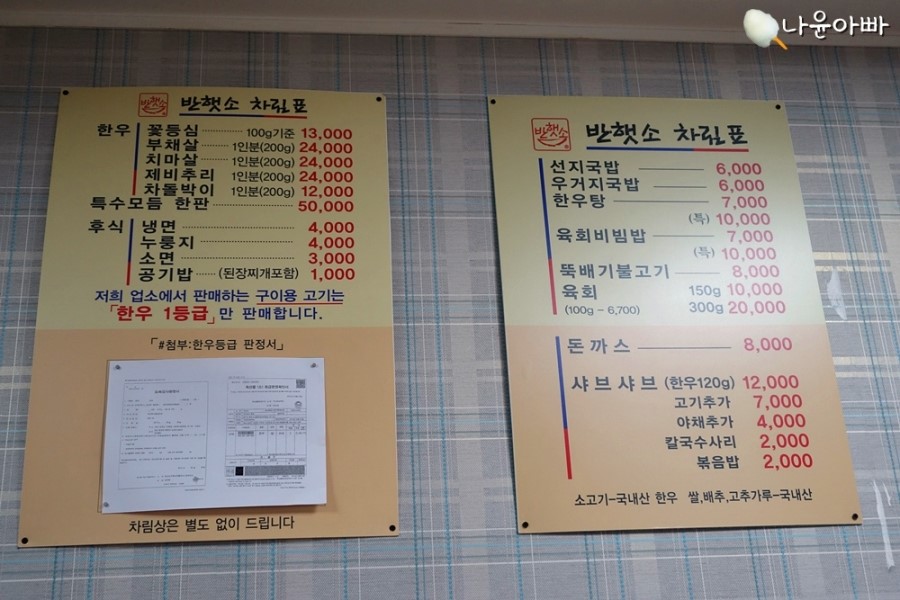 나윤아빠
반햇소 차림표
한우 꽃등심 100g기준 13,000
부채살 1인분(200g) 24,000
치마살 1인분(200g) 24,000
제비추리 1인분(200g) 24,000
차돌박이 1인분(200g) 12,000
특수모듬 한판 50,000
후식 냉면 4,000
누룽지 4,000
소면 3,000
공기밥 (된장찌개포함) 1,000
저희 업소에서 판매하는 구이용 고기는
「한우 1등급」만 판매합니다.
「#첨부:한우등급 판정서」
차림상은 별도 없이 드립니다
반햇소 차림표
선지국밥 6,000
우거지국밥 6,000
한우탕 7,000
(특) 10,000
육회비빔밥 7,000
(특) 10,000
뚝배기불고기 8,000
육회 150g 10,000
(100g - 6,700) 300g 20,000
돈까스 8,000
샤브샤브 (한우120g) 12,000
고기추가 7,000
야채추가 4,000
칼국수사리 2,000
볶음밥 2,000
소고기-국내산 한우 쌀,배추,고추가루-국내산